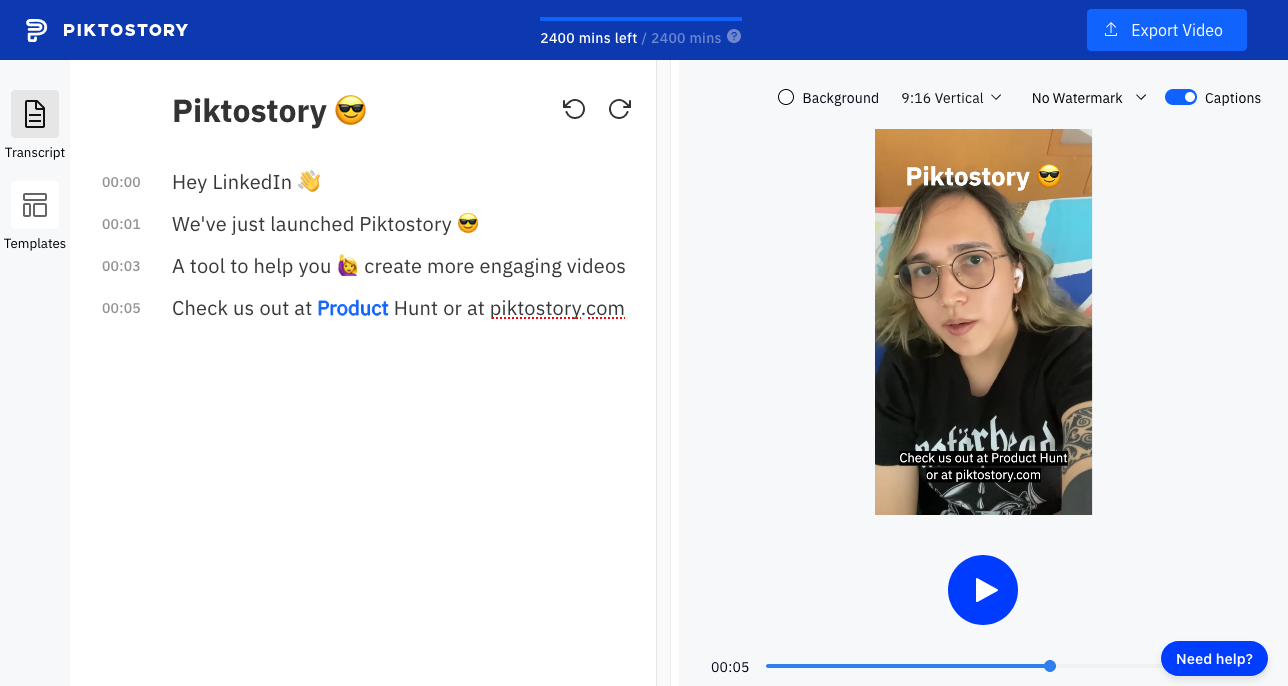 PIKTOSTORY
2400 mins left / 2400 mins ?
Export Video
Transcript
Templates
Piktostory 😎
00:00 Hey LinkedIn 👋
00:01 We've just launched Piktostory 😎
00:03 A tool to help you 🙋‍♀️ create more engaging videos
00:05 Check us out at Product Hunt or at piktostory.com
Background
9:16 Vertical
No Watermark
Captions
Piktostory 😎
motörhead
Check us out at Product Hunt
or at piktostory.com
00:05
Need help?